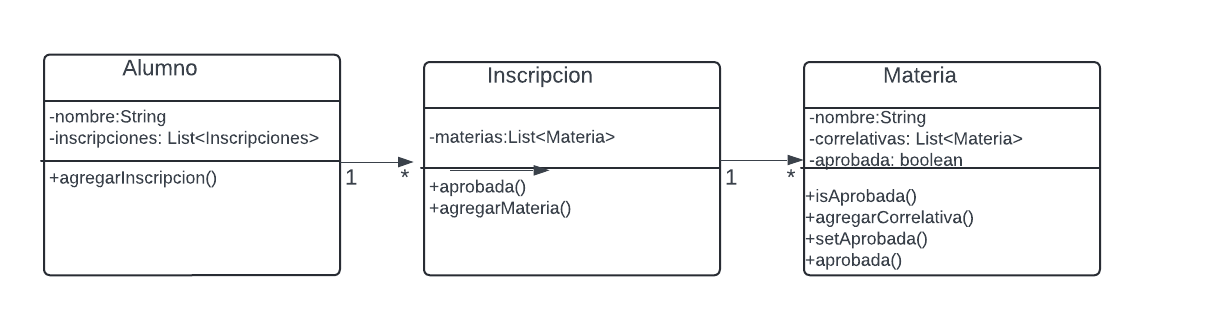 Alumno
-nombre:String
-inscripciones: List<Inscripciones>
+agregarInscripcion()
1
*
Inscripcion
-materias:List<Materia>
+aprobada()
+agregarMateria()
1
*
Materia
-nombre:String
-correlativas: List<Materia>
-aprobada: boolean
+isAprobada()
+agregarCorrelativa()
+setAprobada()
+aprobada()